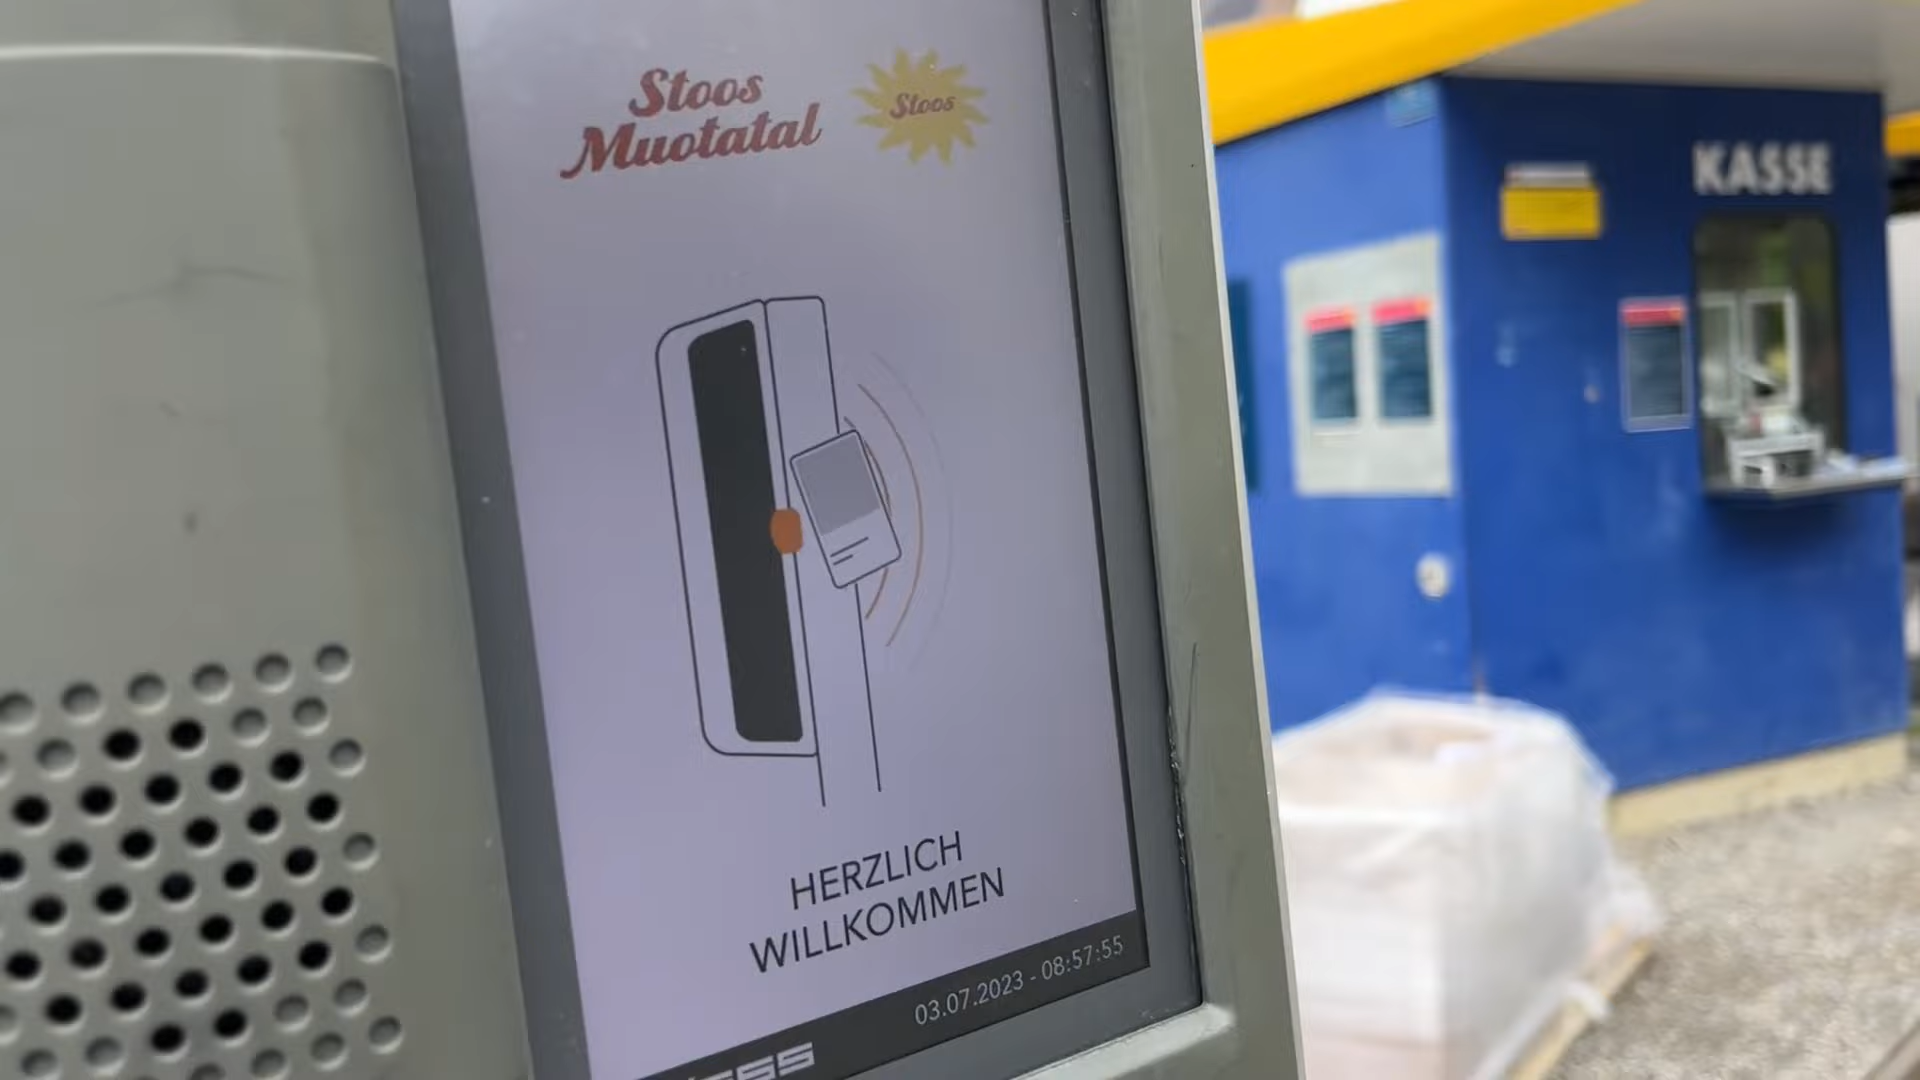 Stoos
Muotatal
Stoos
HERZLICH
WILLKOMMEN
03.07.2023 - 08:57:55
KASSE